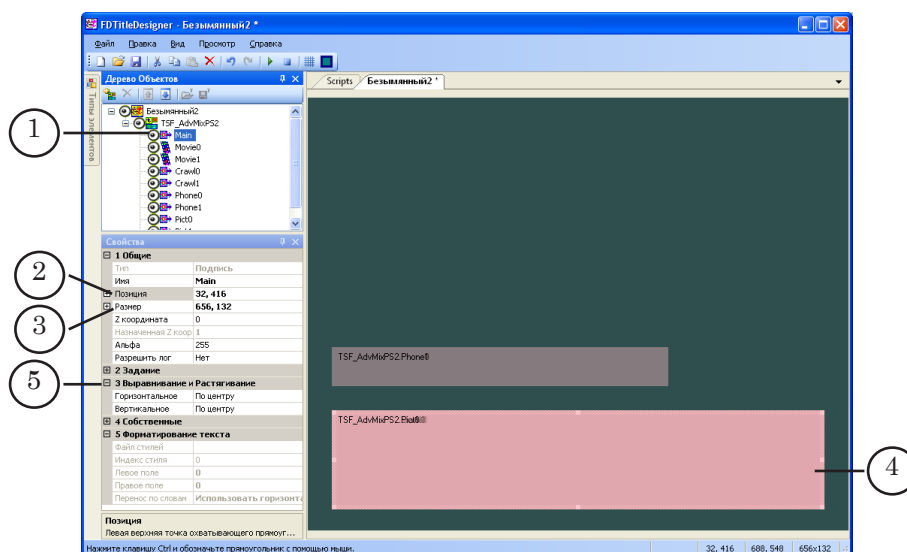 FDTitleDesigner - Безымянный2 *
Файл Правка Вид Просмотр Справка
Типы элементов
Дерево Объектов
Scripts Безымянный2 *
Безымянный2
TSF_AdvMixPS2
1
Main
Movie0
Movie1
Crawl0
Crawl1
Phone0
Phone1
Pict0
Свойства
1 Общие
Тип Подпись
Имя Main
2
Позиция 32, 416
3
Размер 656, 132
Z координата 0
Назначенная Z коор 1
Альфа 255
Разрешить лог Нет
2 Задание
5
3 Выравнивание и Растягивание
Горизонтальное По центру
Вертикальное По центру
4 Собственные
5 Форматирование текста
Файл стилей
Индекс стиля 0
Левое поле 0
Правое поле 0
Перенос по словам Использовать горизонта
TSF_AdvMixPS2.Phone0
TSF_AdvMixPS2.Pict0
4
Позиция
Левая верхняя точка охватывающего прямоуг...
Нажмите клавишу Ctrl и обозначьте прямоугольник с помощью мыши.
32, 416 688, 548 656x132